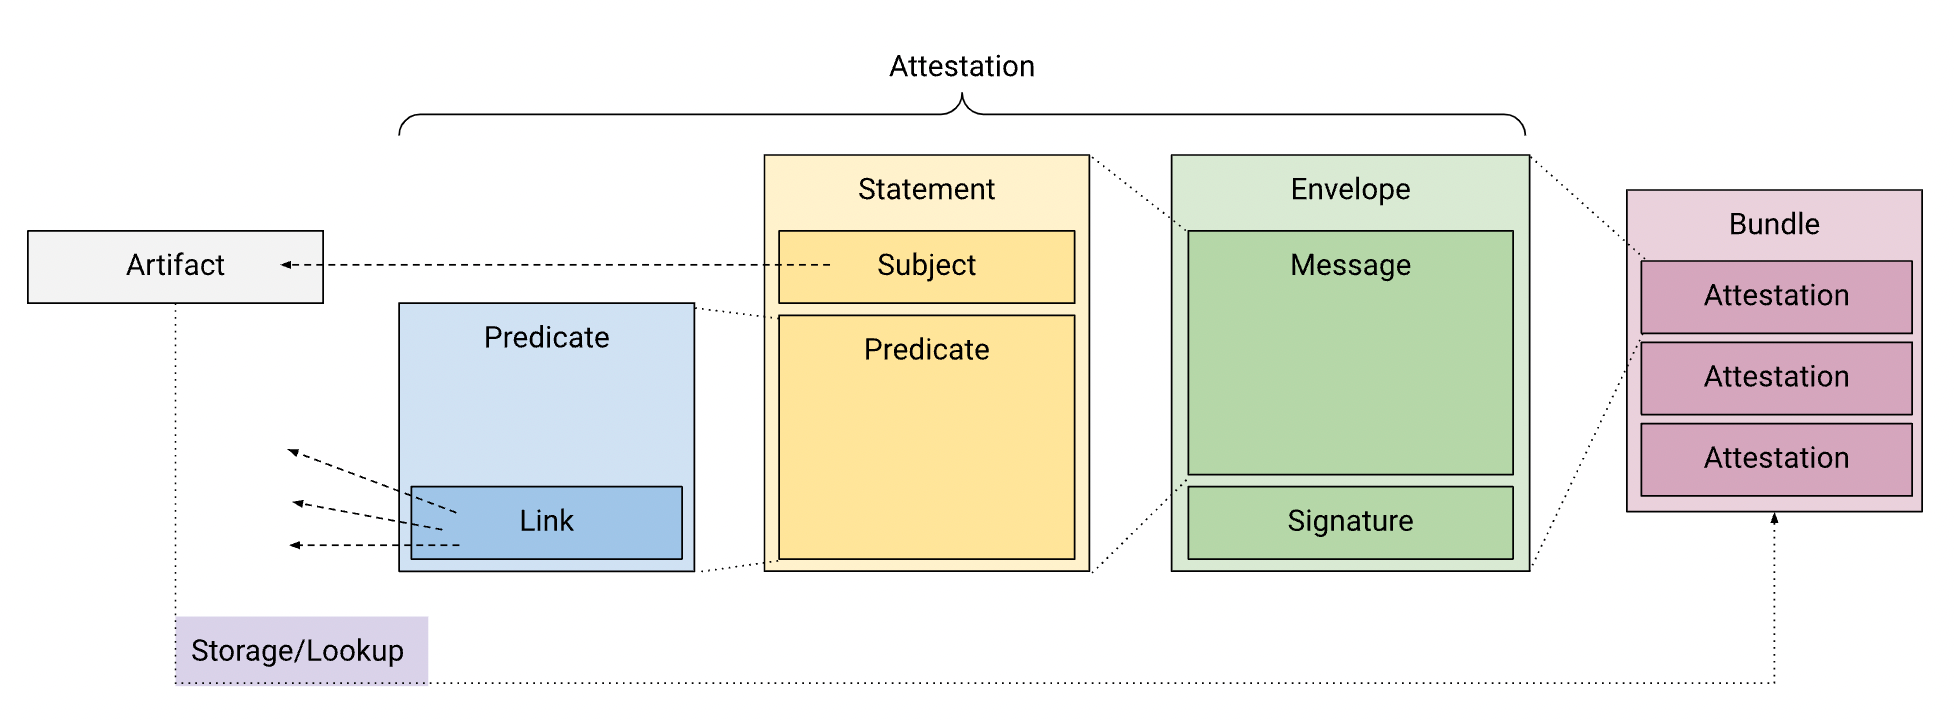 Attestation
Statement
Envelope
Bundle
Artifact
Subject
Message
Attestation
Predicate
Predicate
Attestation
Attestation
Link
Signature
Storage/Lookup